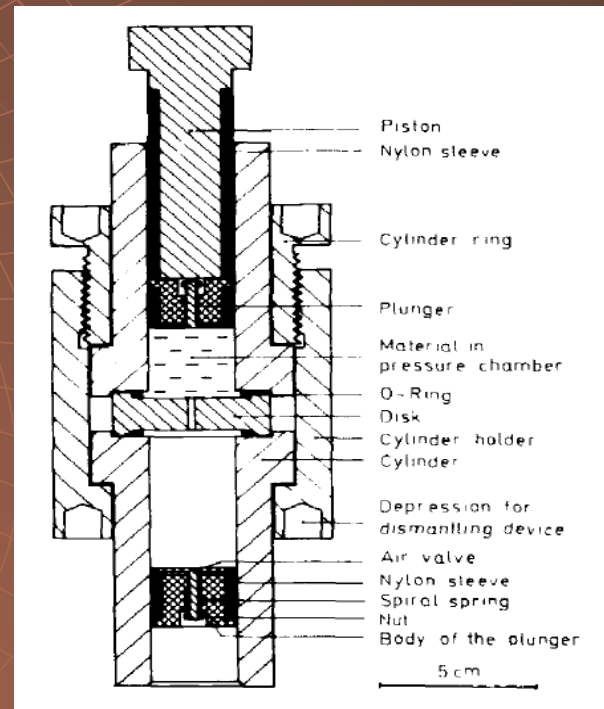 Piston
Nylon sleeve
Cylinder ring
Plunger
Material in
pressure chamber
O-Ring
Disk
Cylinder holder
Cylinder
Depression for
dismantling device
Air valve
Nylon sleeve
Spiral spring
Nut
Body of the plunger
5 cm